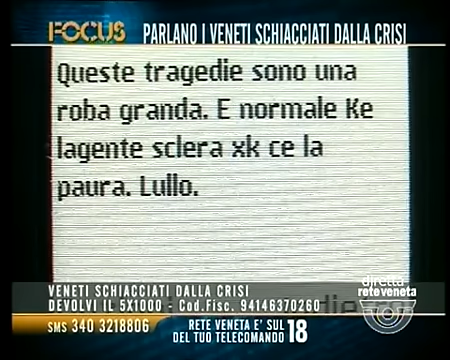 FOCUS PARLANO I VENETI SCHIACCIATI DALLA CRISI
Queste tragedie sono una
roba granda. E normale Ke
lagente sclera xk ce la
paura. Lullo.
VENETI SCHIACCIATI DALLA CRISI
DEVOLVI IL 5X1000 - Cod.Fisc. 94146370260
diretta
reteveneta
SMS 340 3218806
RETE VENETA E' SUL
DEL TUO TELECOMANDO 18